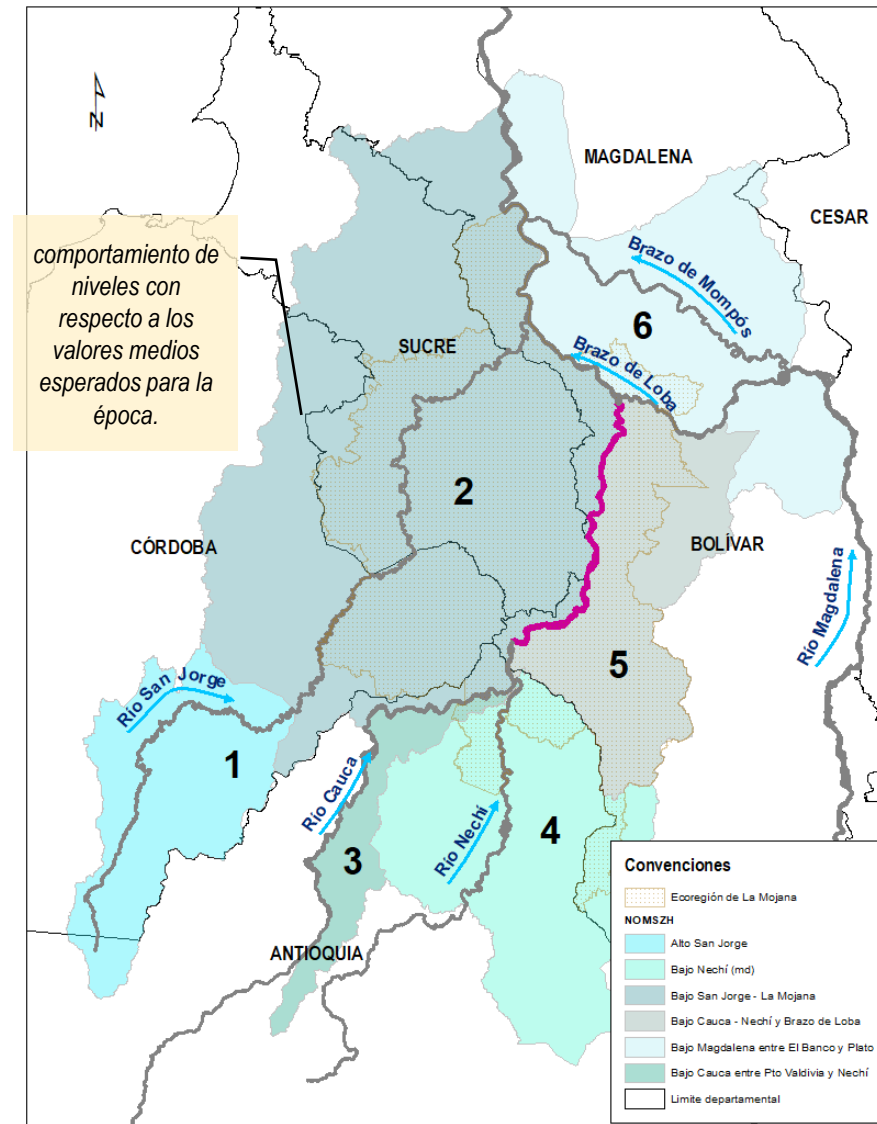 N
MAGDALENA
CESAR
comportamiento de
niveles con
respecto a los
valores medios
esperados para la
época.
Brazo de Mompós
6
SUCRE
Brazo de Loba
2
CÓRDOBA
BOLÍVAR
Río Magdalena
5
Río San Jorge
1
Río Cauca
Río Nechí
4
3
ANTIOQUIA
Convenciones
Ecoregión de La Mojana
NOMSZH
Alto San Jorge
Bajo Nechí (md)
Bajo San Jorge - La Mojana
Bajo Cauca - Nechí y Brazo de Loba
Bajo Magdalena entre El Banco y Plato
Bajo Cauca entre Pto Valdivia y Nechí
Limite departamental